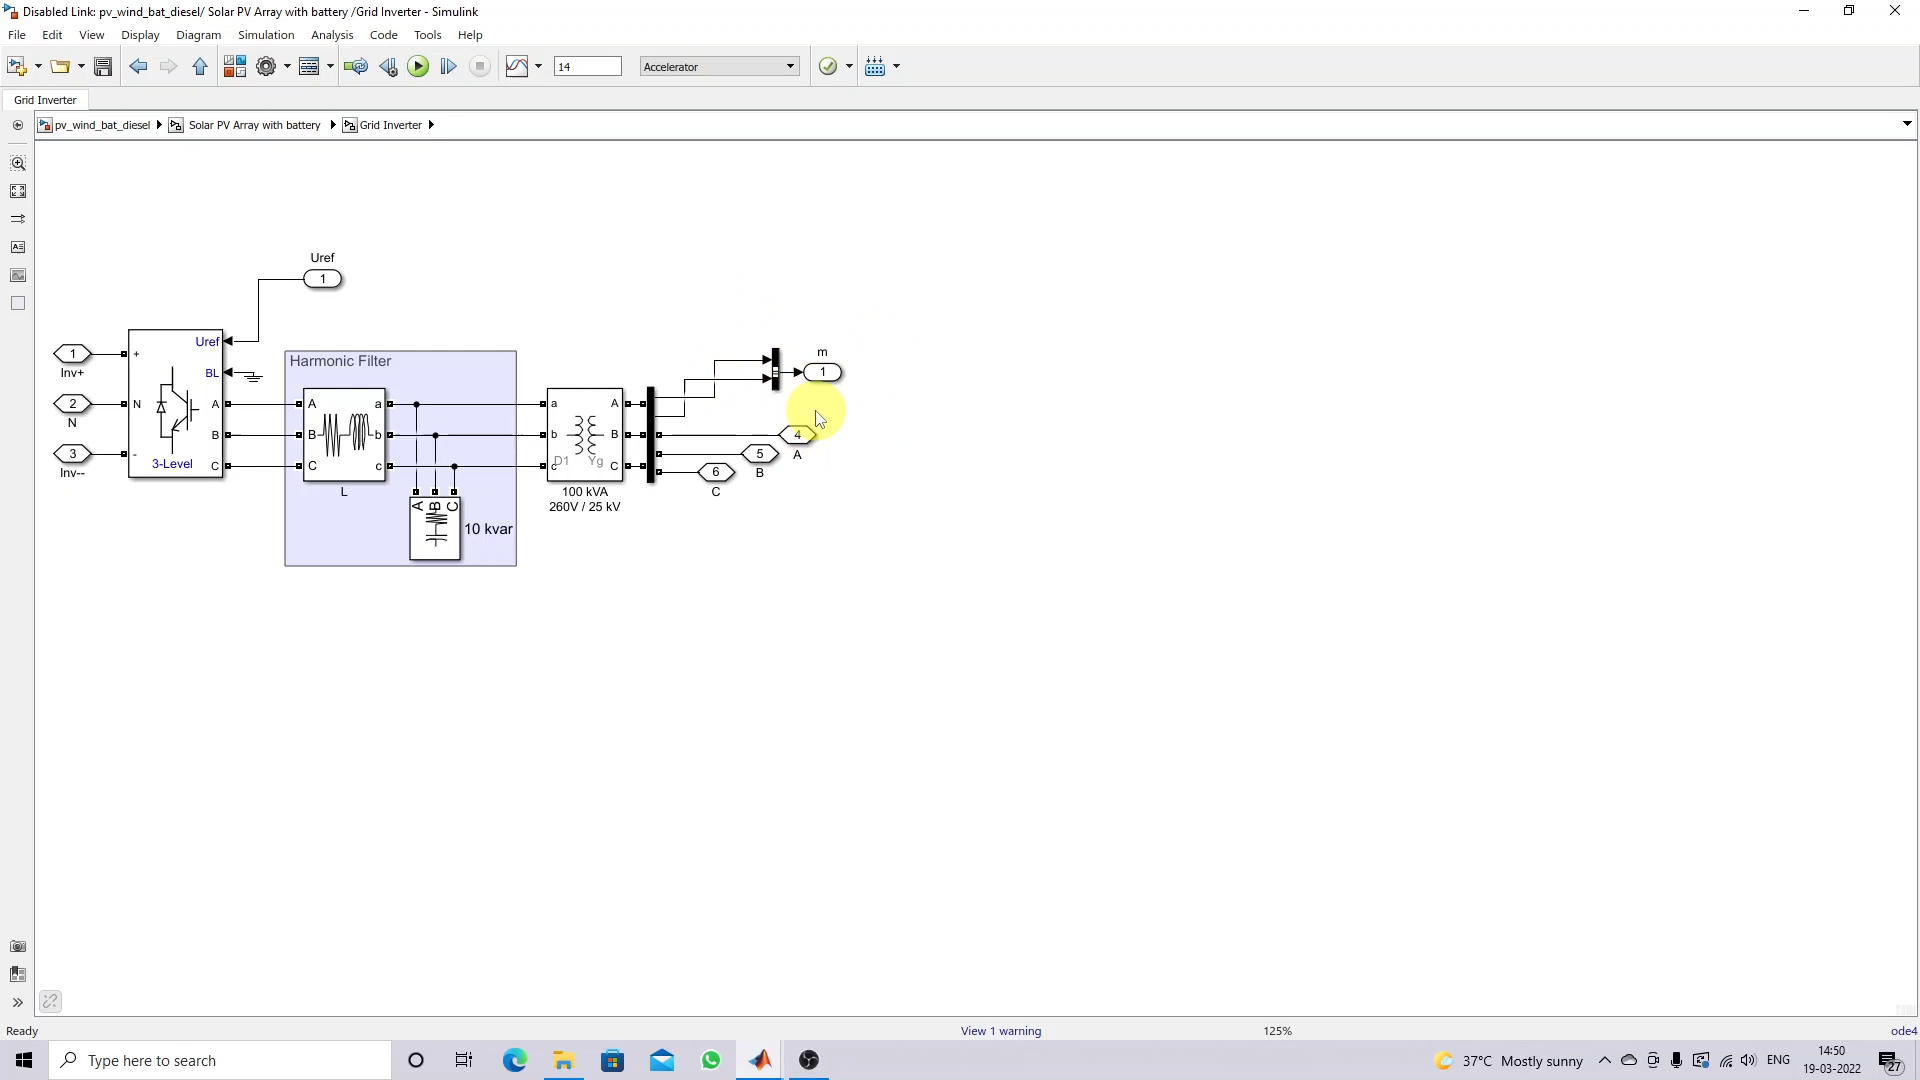 Disabled Link: pv_wind_bat_diesel/ Solar PV Array with battery /Grid Inverter - Simulink
File Edit View Display Diagram Simulation Analysis Code Tools Help
14 Accelerator
Grid Inverter
pv_wind_bat_diesel Solar PV Array with battery Grid Inverter
Uref
1
1
Inv+
2
N
3
Inv--
+
N
-
Uref
BL
A
B
C
3-Level
Harmonic Filter
A a
B b
C c
L
A B C
10 kvar
a A
b B
c C
D1 Yg
100 kVA
260V / 25 kV
m
1
4
A
5
B
6
C
Ready View 1 warning 125% ode4
Type here to search
37°C Mostly sunny ENG
14:50
19-03-2022
27